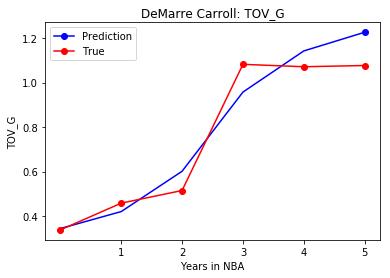 DeMarre Carroll: TOV_G
Prediction
True
1.2
1.0
0.8
0.6
0.4
TOV_G
1 2 3 4 5
Years in NBA